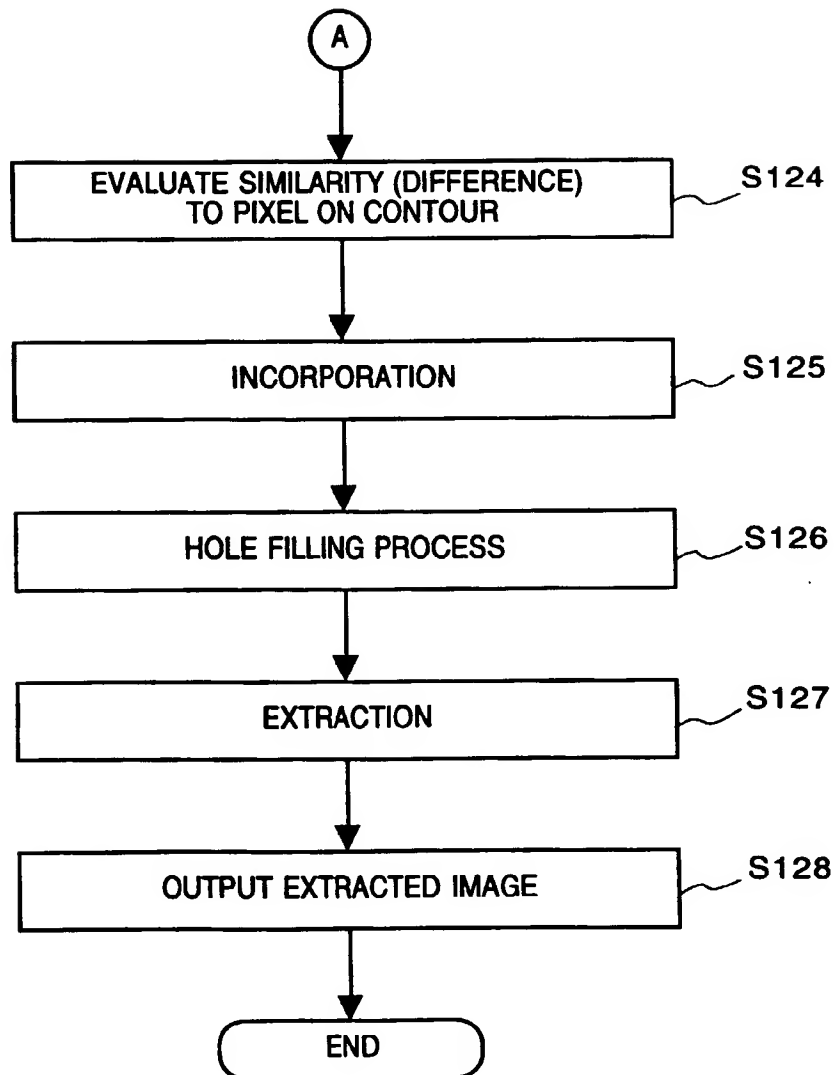 A
EVALUATE SIMILARITY (DIFFERENCE)
TO PIXEL ON CONTOUR
S124
INCORPORATION
S125
HOLE FILLING PROCESS
S126
EXTRACTION
S127
OUTPUT EXTRACTED IMAGE
S128
END